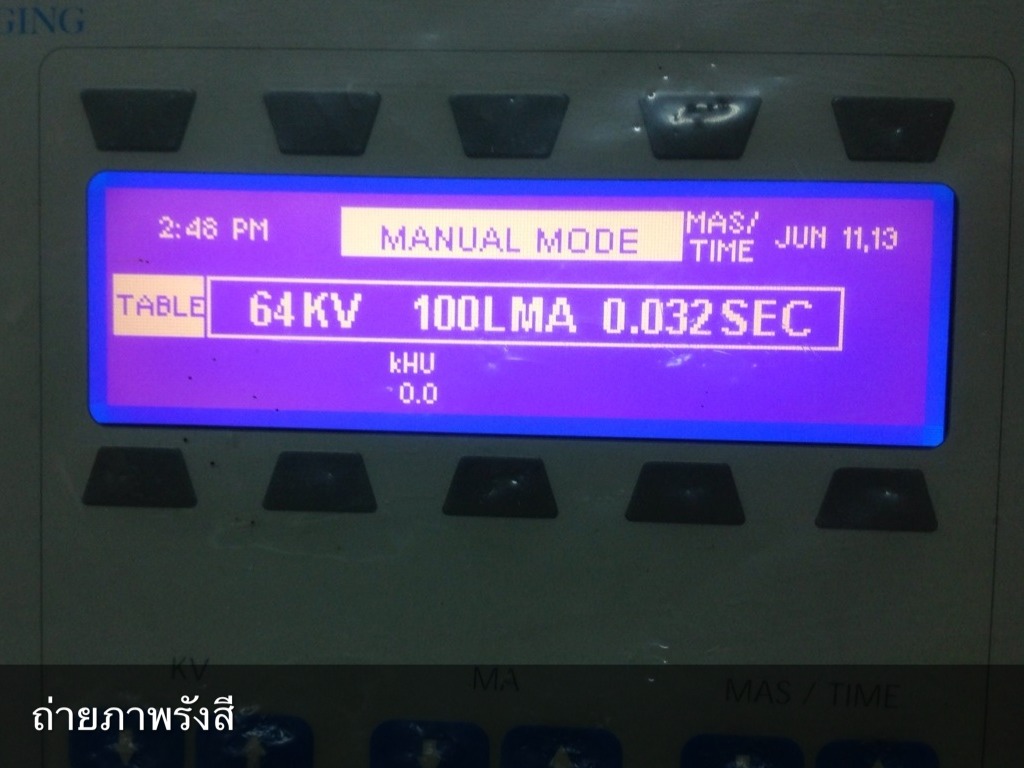 GING
2:48 PM
MANUAL MODE
MAS/
TIME
JUN 11,13
TABLE
64KV 100LMA 0.032SEC
kHU
0.0
KV
MA
MAS / TIME
ถ่ายภาพรังสี